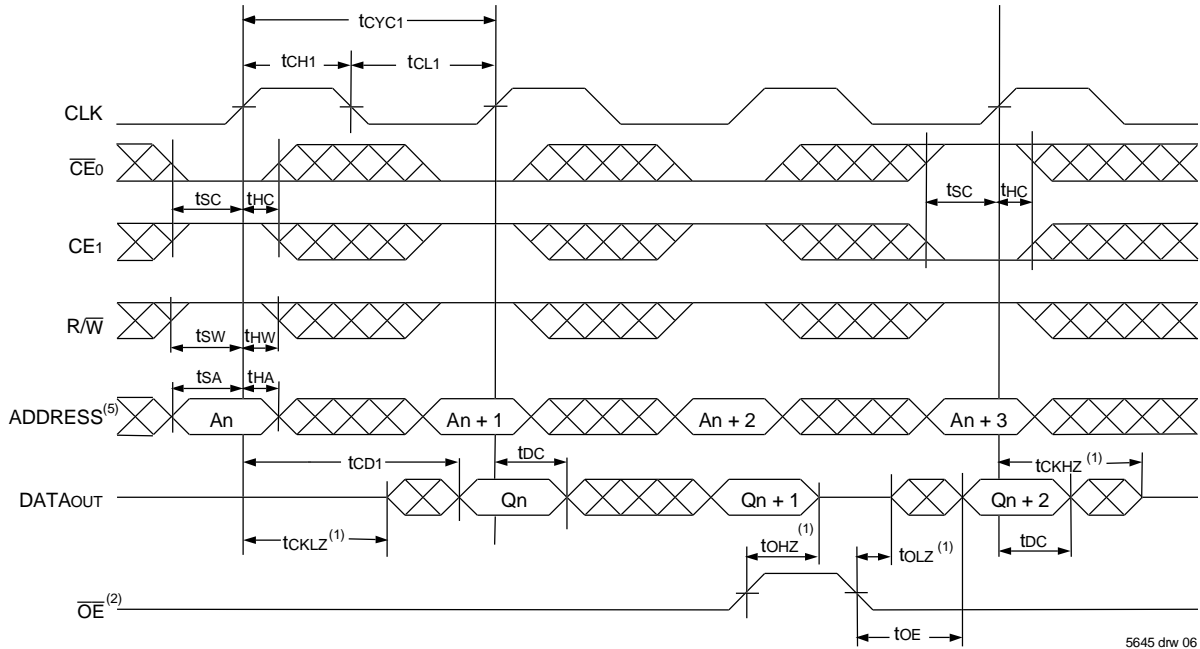 tCYC1
tCH1
tCL1
CLK
CE0
tSC
tHC
tSC
tHC
CE1
R/W
tSW
tHW
tSA
tHA
ADDRESS(5)
An
An + 1
An + 2
An + 3
tCD1
tDC
tCKHZ(1)
DATAOUT
Qn
Qn + 1
Qn + 2
tCKLZ(1)
tOHZ(1)
tOLZ(1)
tDC
OE(2)
tOE
5645 drw 06